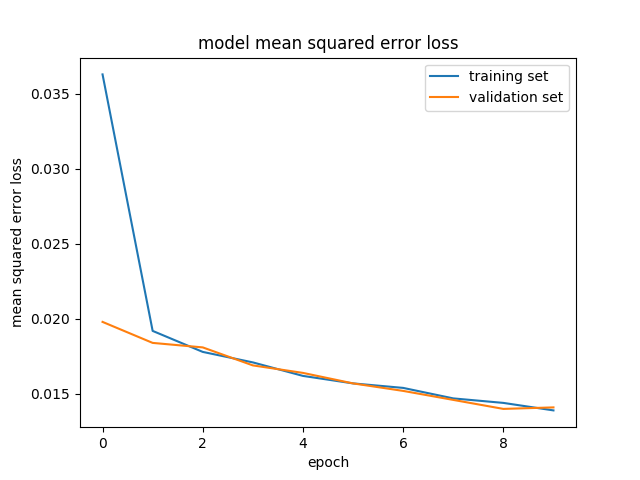 model mean squared error loss
training set
validation set
mean squared error loss
0.035
0.030
0.025
0.020
0.015
0 2 4 6 8
epoch